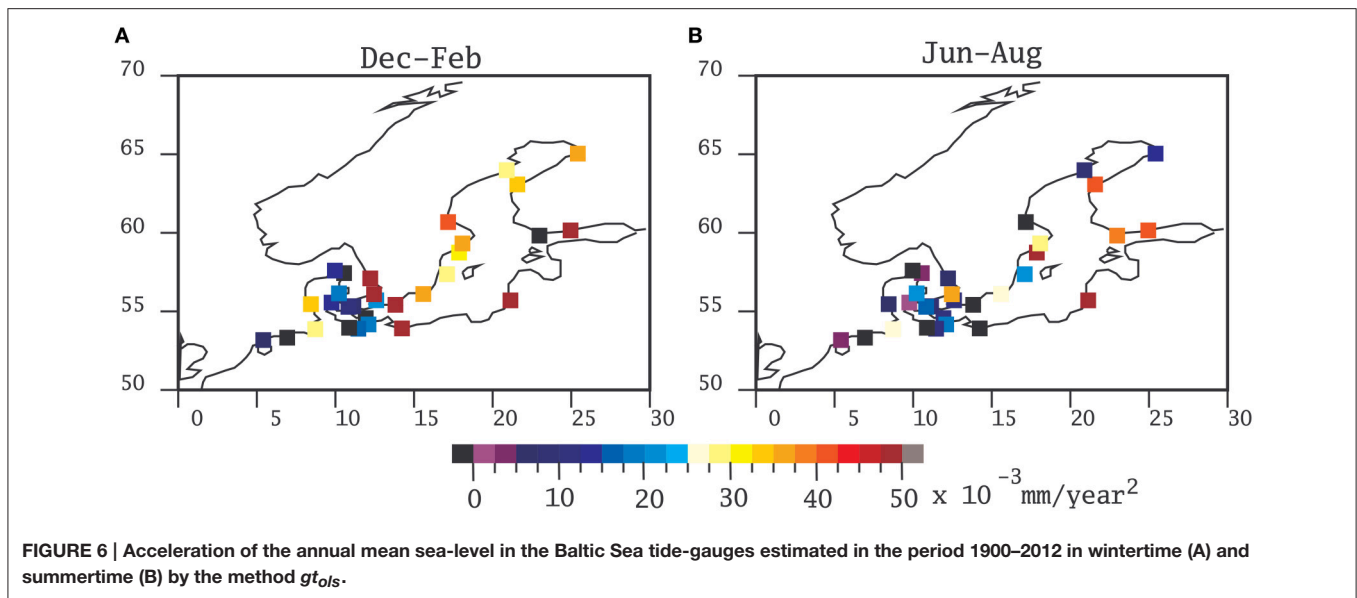 A
B
Dec–Feb
Jun–Aug
70
65
60
55
50
0 5 10 15 20 25 30
70
65
60
55
50
0 5 10 15 20 25 30
0 10 20 30 40 50 x 10⁻³mm/year²
FIGURE 6 | Acceleration of the annual mean sea-level in the Baltic Sea tide-gauges estimated in the period 1900–2012 in wintertime (A) and
summertime (B) by the method gt_ols.